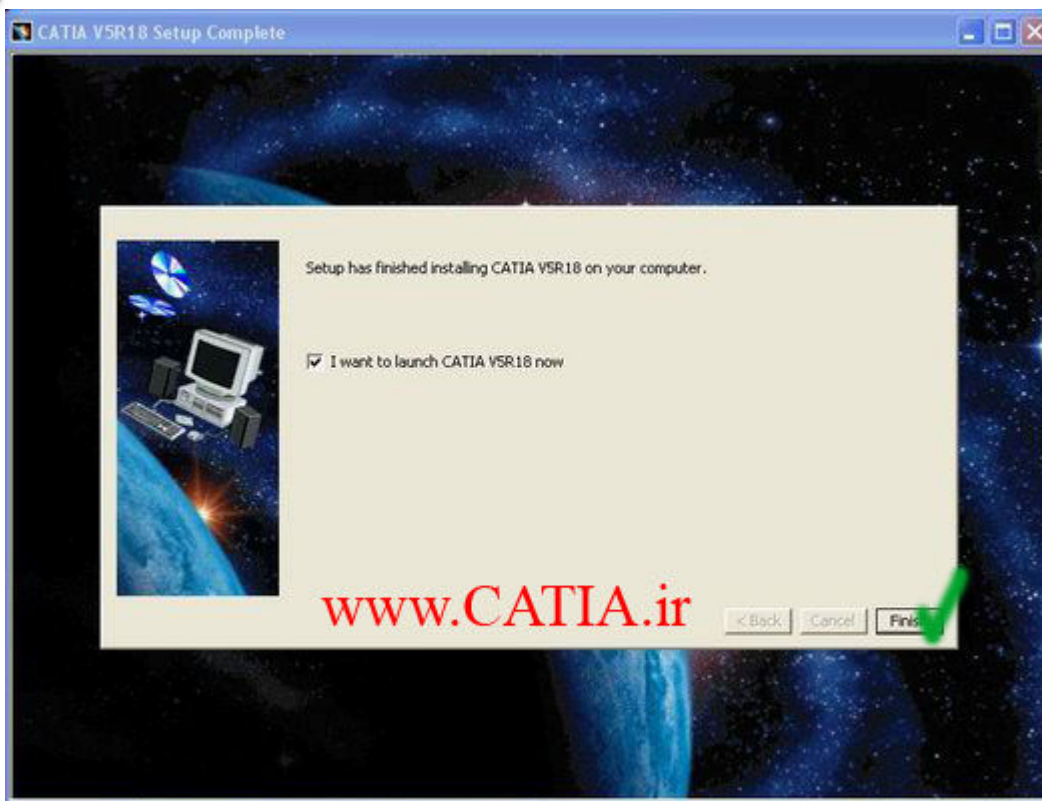 CATIA V5R18 Setup Complete
Setup has finished installing CATIA V5R18 on your computer.
I want to launch CATIA V5R18 now
www.CATIA.ir
< Back Cancel Finish